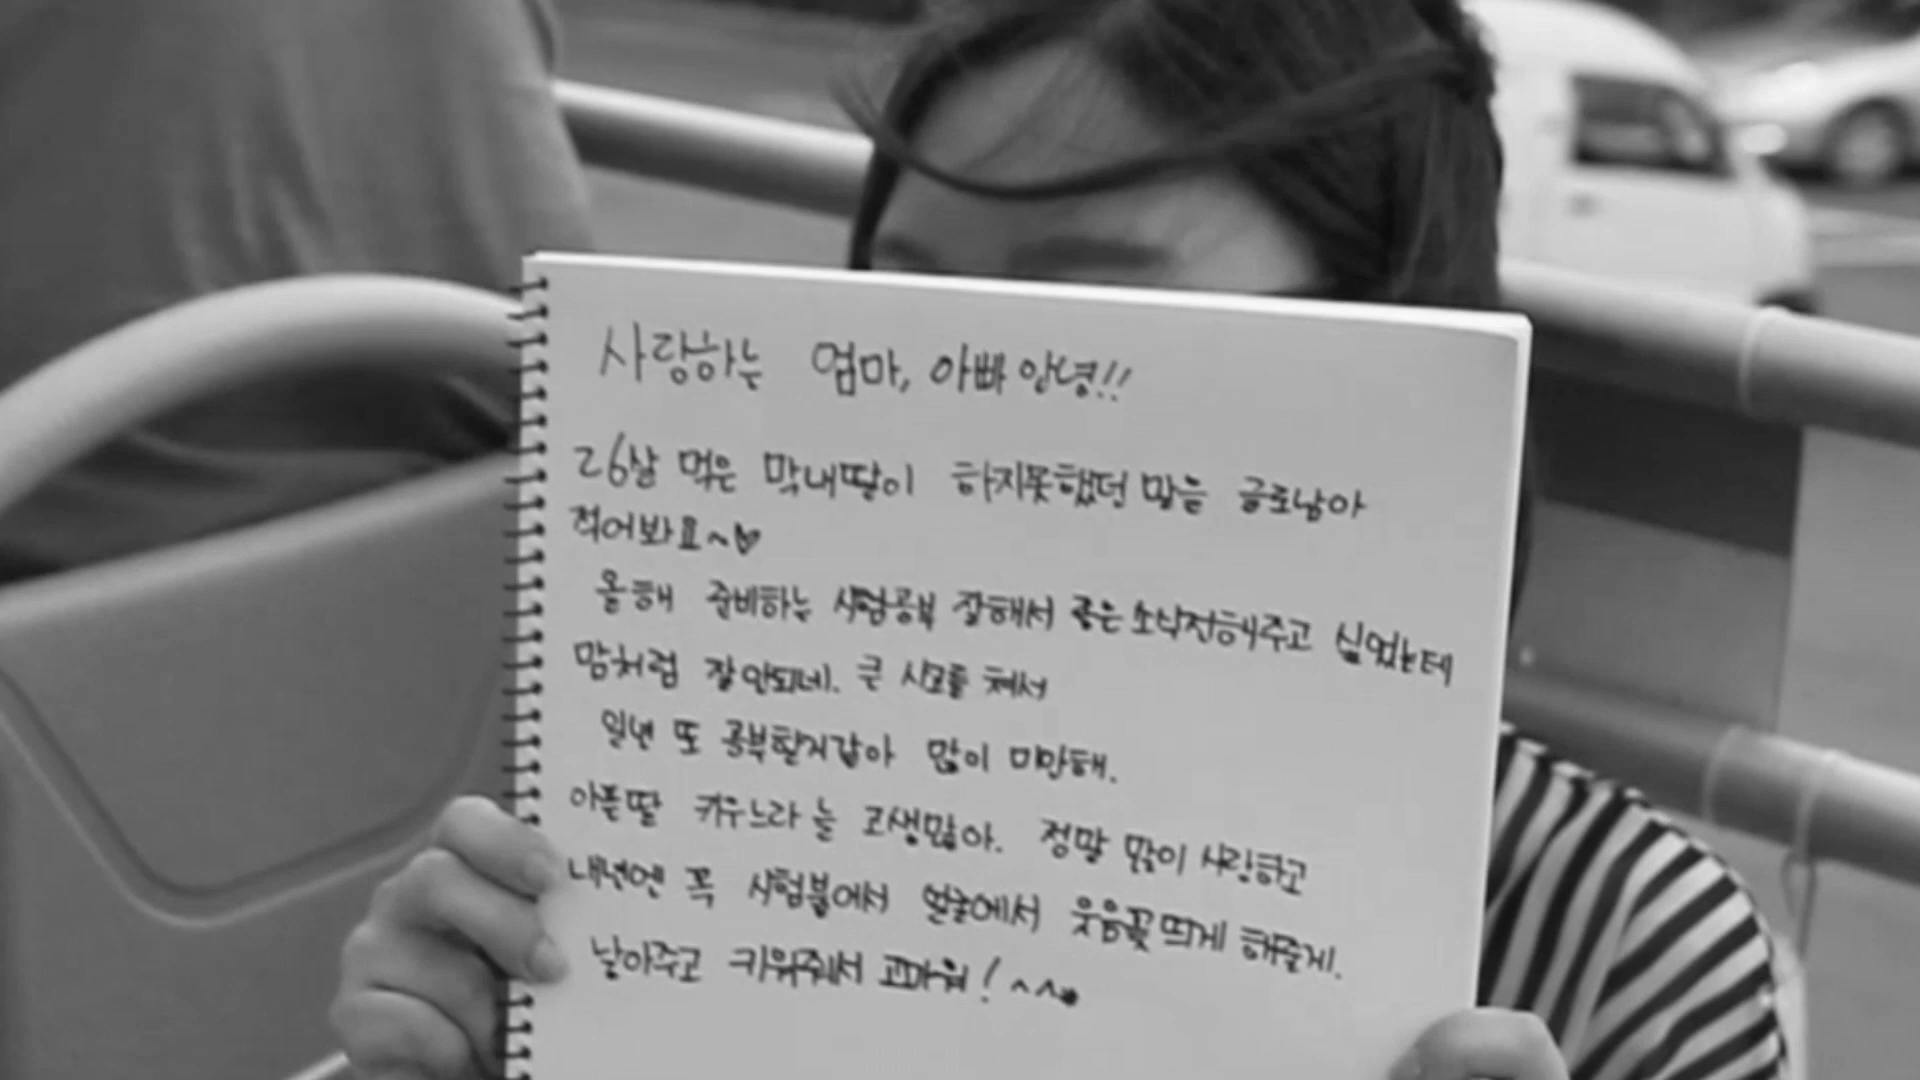 사랑하는 엄마, 아빠 안녕!!
26살 먹은 막내딸이 하지못했던 말을 글로남아
적어봐요~♡
올해 준비하는 시험공부 잘해서 좋은소식전해주고 싶었는데
맘처럼 잘안되네. 큰 시모를 쳐서
일년 또 공부할거같아 많이 미안해.
아픈딸 키우느라 늘 고생많아. 정말 많이 사랑하고
내년엔 꼭 시험붙어서 얼굴에서 웃음꽃띄게 해줄게.
낳아주고 키워줘서 고마워! ^^